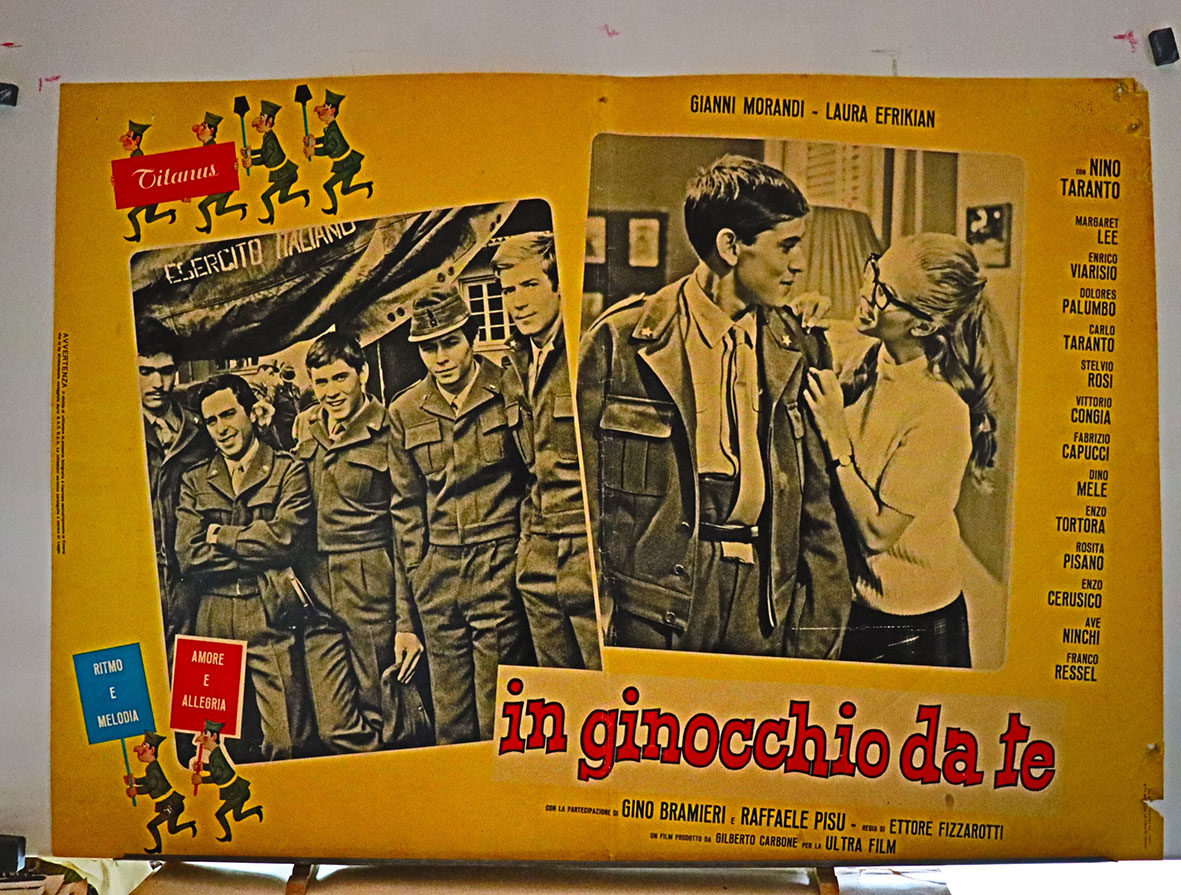 GIANNI MORANDI - LAURA EFRIKIAN
Titanus
ESERCITO ITALIANO
CON NINO
TARANTO
MARGARET
LEE
ENRICO
VIARISIO
DOLORES
PALUMBO
CARLO
TARANTO
STELVIO
ROSI
VITTORIO
CONGIA
FABRIZIO
CAPUCCI
DINO
MELE
ENZO
TORTORA
ROSITA
PISANO
ENZO
CERUSICO
AVE
NINCHI
FRANCO
RESSEL
AVVERTENZA
RITMO
E
MELODIA
AMORE
E
ALLEGRIA
in ginocchio da te
CON LA PARTECIPAZIONE DI GINO BRAMIERI E RAFFAELE PISU - REGIA DI ETTORE FIZZAROTTI
UN FILM PRODOTTO DA GILBERTO CARBONE PER LA ULTRA FILM